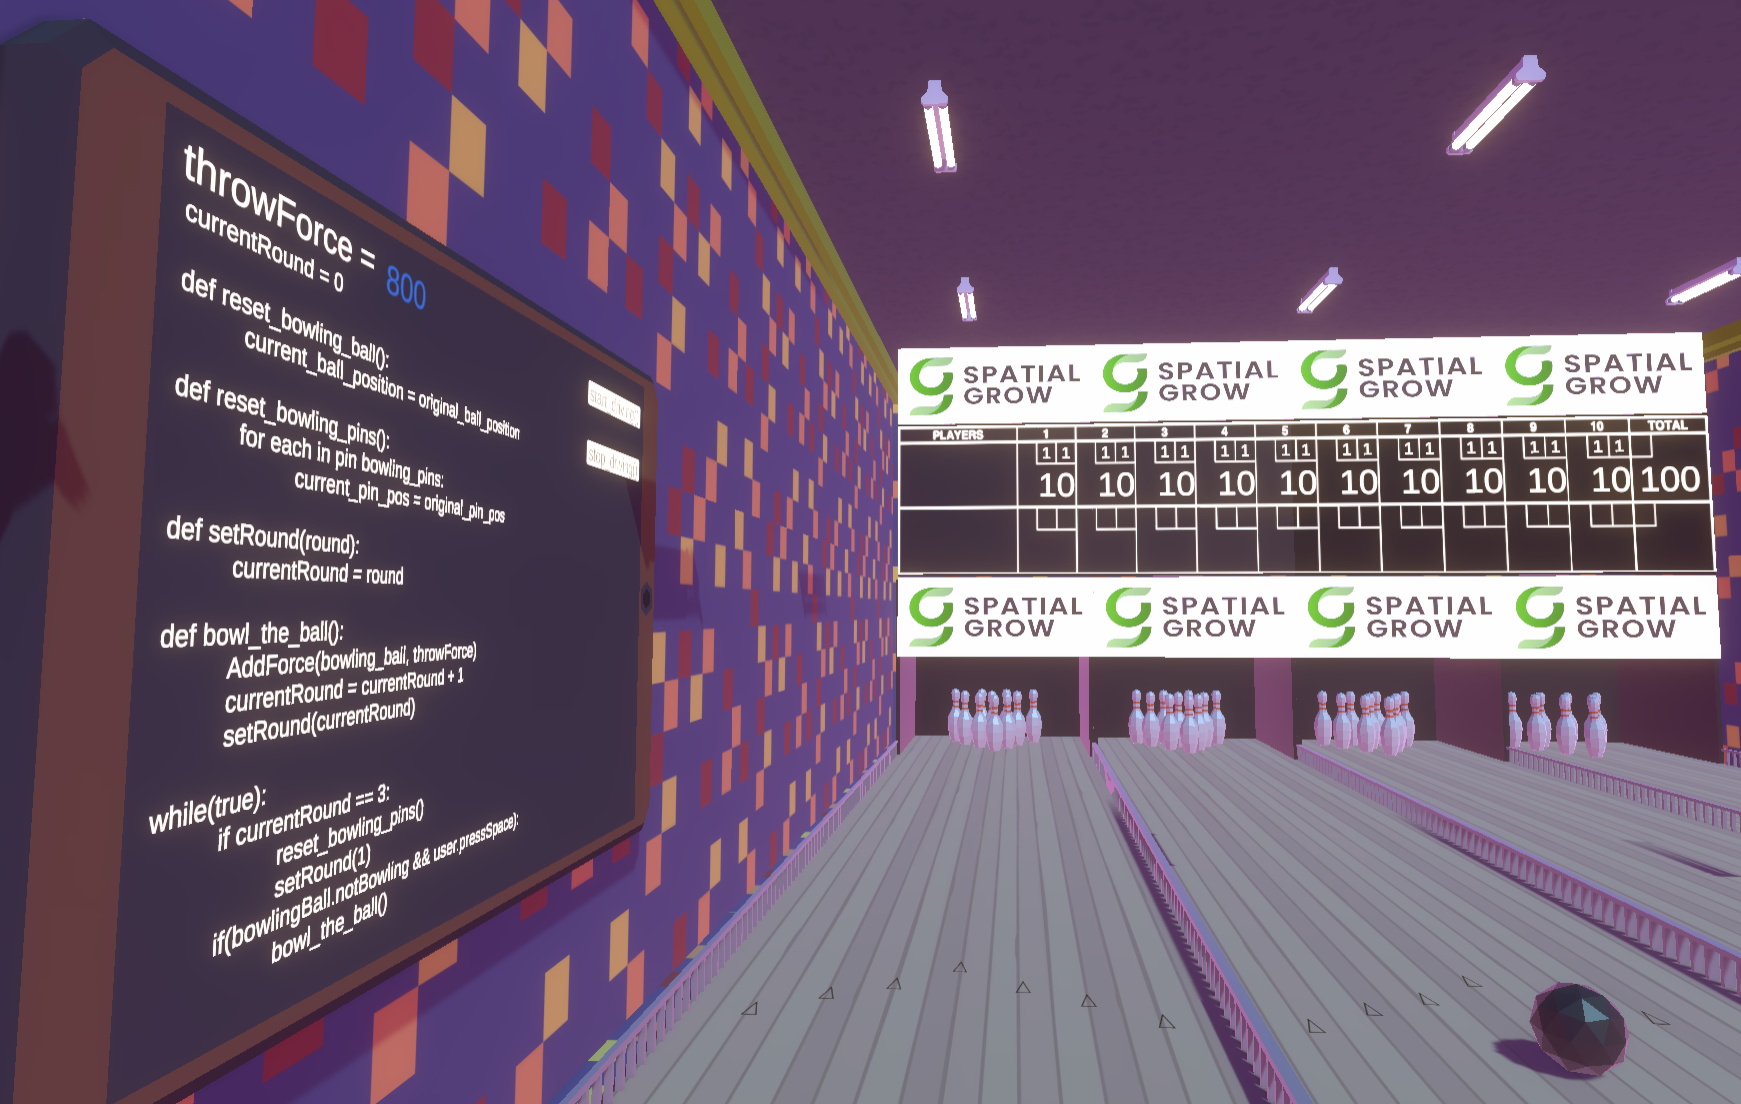 throwForce = 800
currentRound = 0
def reset_bowling_ball():
current_ball_position = original_ball_position
def reset_bowling_pins():
for each in pin bowling_pins:
current_pin_pos = original_pin_pos
def setRound(round):
currentRound = round
def bowl_the_ball():
AddForce(bowling_ball, throwForce)
currentRound = currentRound + 1
setRound(currentRound)
while(true):
if currentRound == 3:
reset_bowling_pins()
setRound(1)
if(bowlingBall.notBowling && user.pressSpace):
bowl_the_ball()
SPATIAL GROW SPATIAL GROW SPATIAL GROW SPATIAL GROW
PLAYERS 1 2 3 4 5 6 7 8 9 10 TOTAL
1 1 1 1 1 1 1 1 1 1 1 1 1 1 1 1 1 1 1 1
10 10 10 10 10 10 10 10 10 10 100
SPATIAL GROW SPATIAL GROW SPATIAL GROW SPATIAL GROW